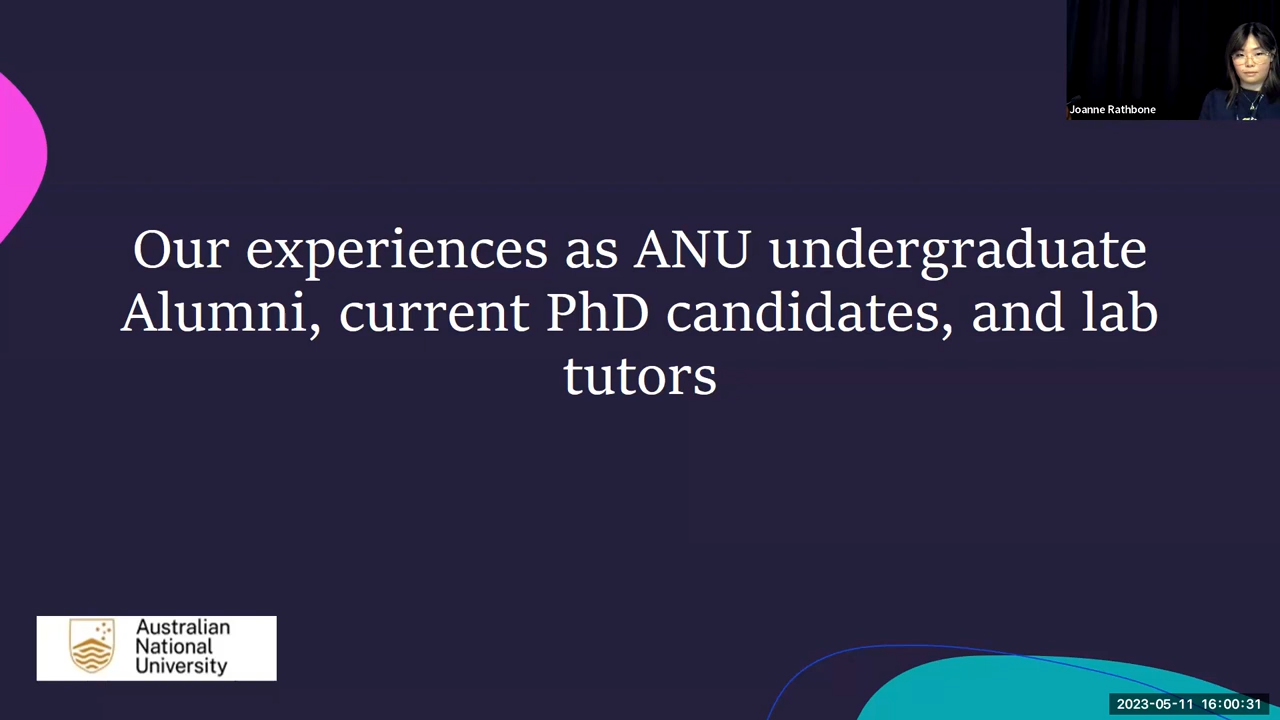 Joanne Rathbone
Our experiences as ANU undergraduate
Alumni, current PhD candidates, and lab
tutors
Australian
National
University
2023-05-11 16:00:31